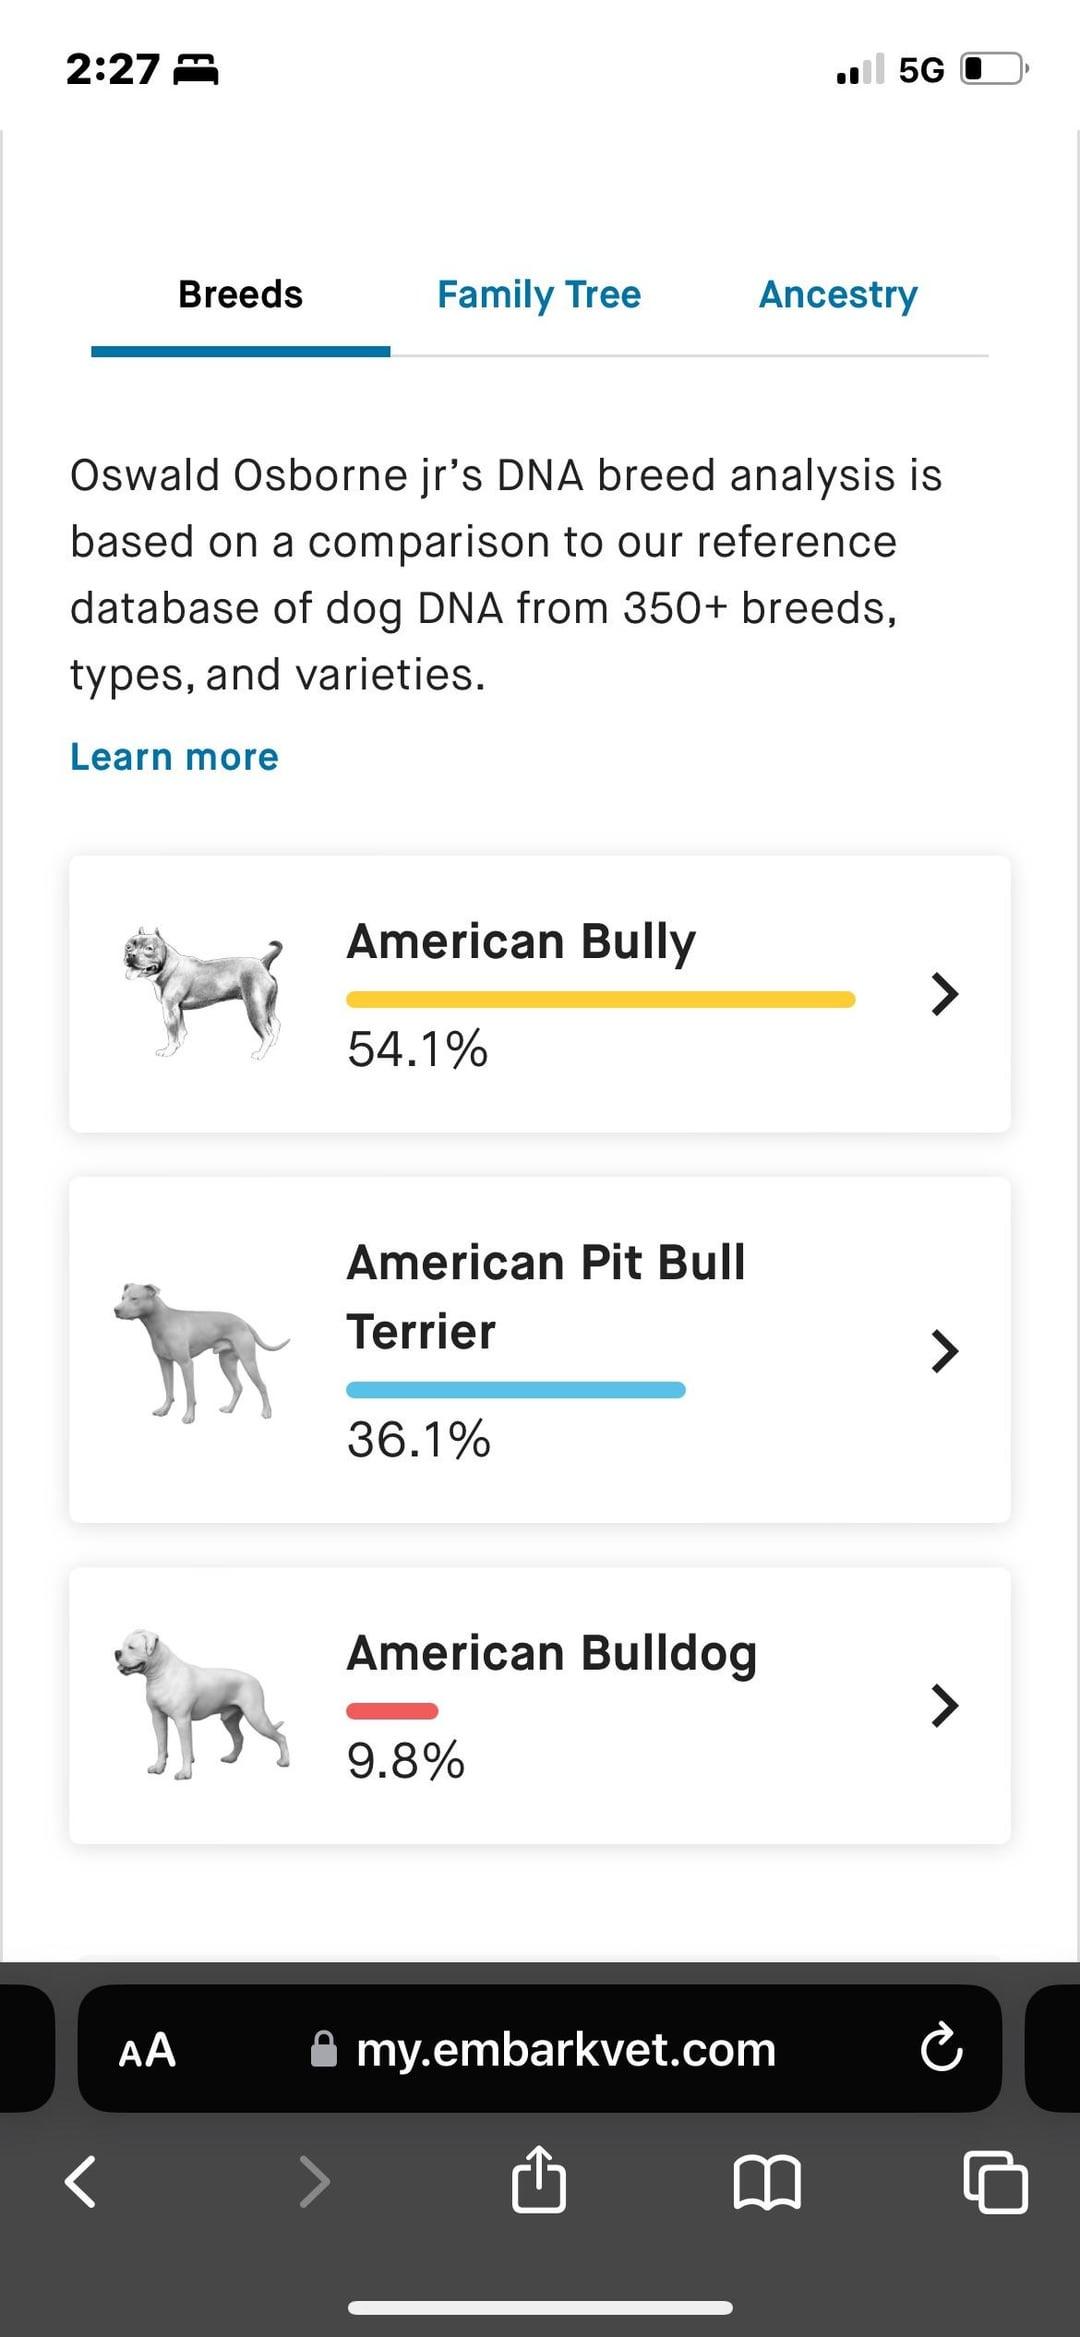 2:27
5G
Breeds
Family Tree
Ancestry
Oswald Osborne jr’s DNA breed analysis is
based on a comparison to our reference
database of dog DNA from 350+ breeds,
types, and varieties.
Learn more
American Bully
54.1%
American Pit Bull
Terrier
36.1%
American Bulldog
9.8%
AA
my.embarkvet.com